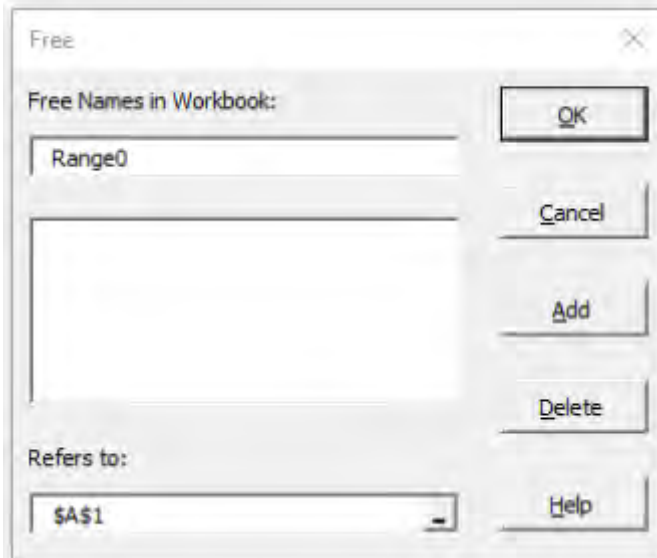 Free
Free Names in Workbook:
OK
Range0
Cancel
Add
Delete
Refers to:
$A$1
Help